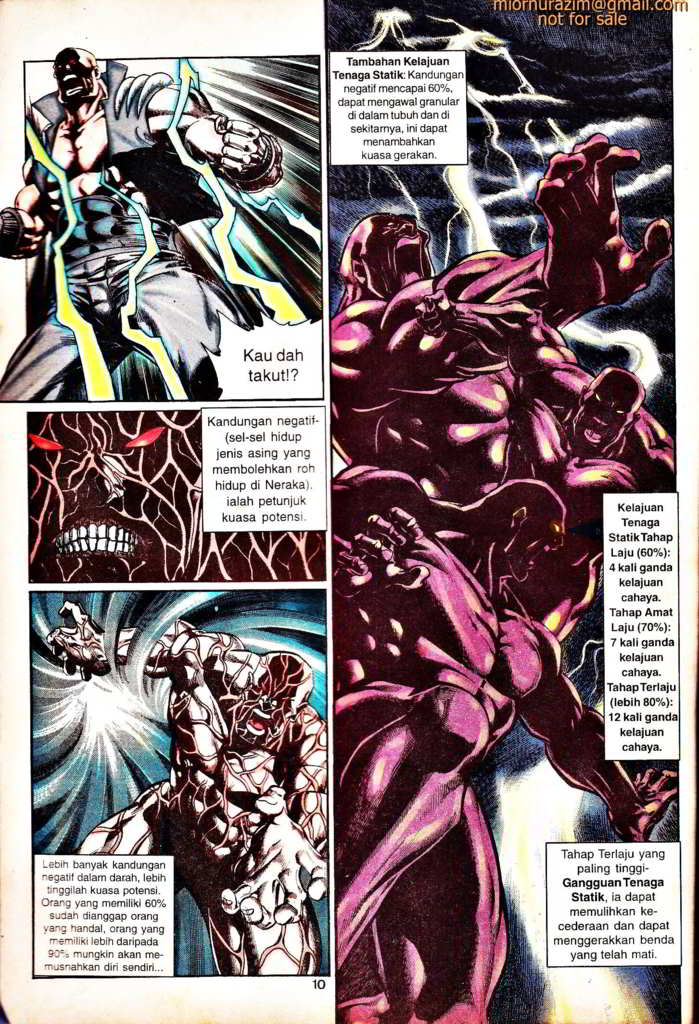 miornurazim@gmail.com
not for sale
Kau dah
takut!?
Kandungan negatif-
(sel-sel hidup
jenis asing yang
membolehkan roh
hidup di Neraka).
ialah petunjuk
kuasa potensi.
Lebih banyak kandungan
negatif dalam darah, lebih
tinggilah kuasa potensi.
Orang yang memiliki 60%
sudah dianggap orang
yang handal, orang yang
memiliki lebih daripada
90% mungkin akan me-
musnahkan diri sendiri...
Tambahan Kelajuan
Tenaga Statik: Kandungan
negatif mencapai 60%,
dapat mengawal granular
di dalam tubuh dan di
sekitarnya, ini dapat
menambahkan
kuasa gerakan.
Kelajuan
Tenaga
Statik Tahap
Laju (60%):
4 kali ganda
kelajuan
cahaya.
Tahap Amat
Laju (70%):
7 kali ganda
kelajuan
cahaya.
Tahap Terlaju
(lebih 80%):
12 kali ganda
kelajuan
cahaya.
Tahap Terlaju yang
paling tinggi-
Gangguan Tenaga
Statik, ia dapat
memulihkan ke-
cederaan dan dapat
menggerakkan benda
yang telah mati.
10